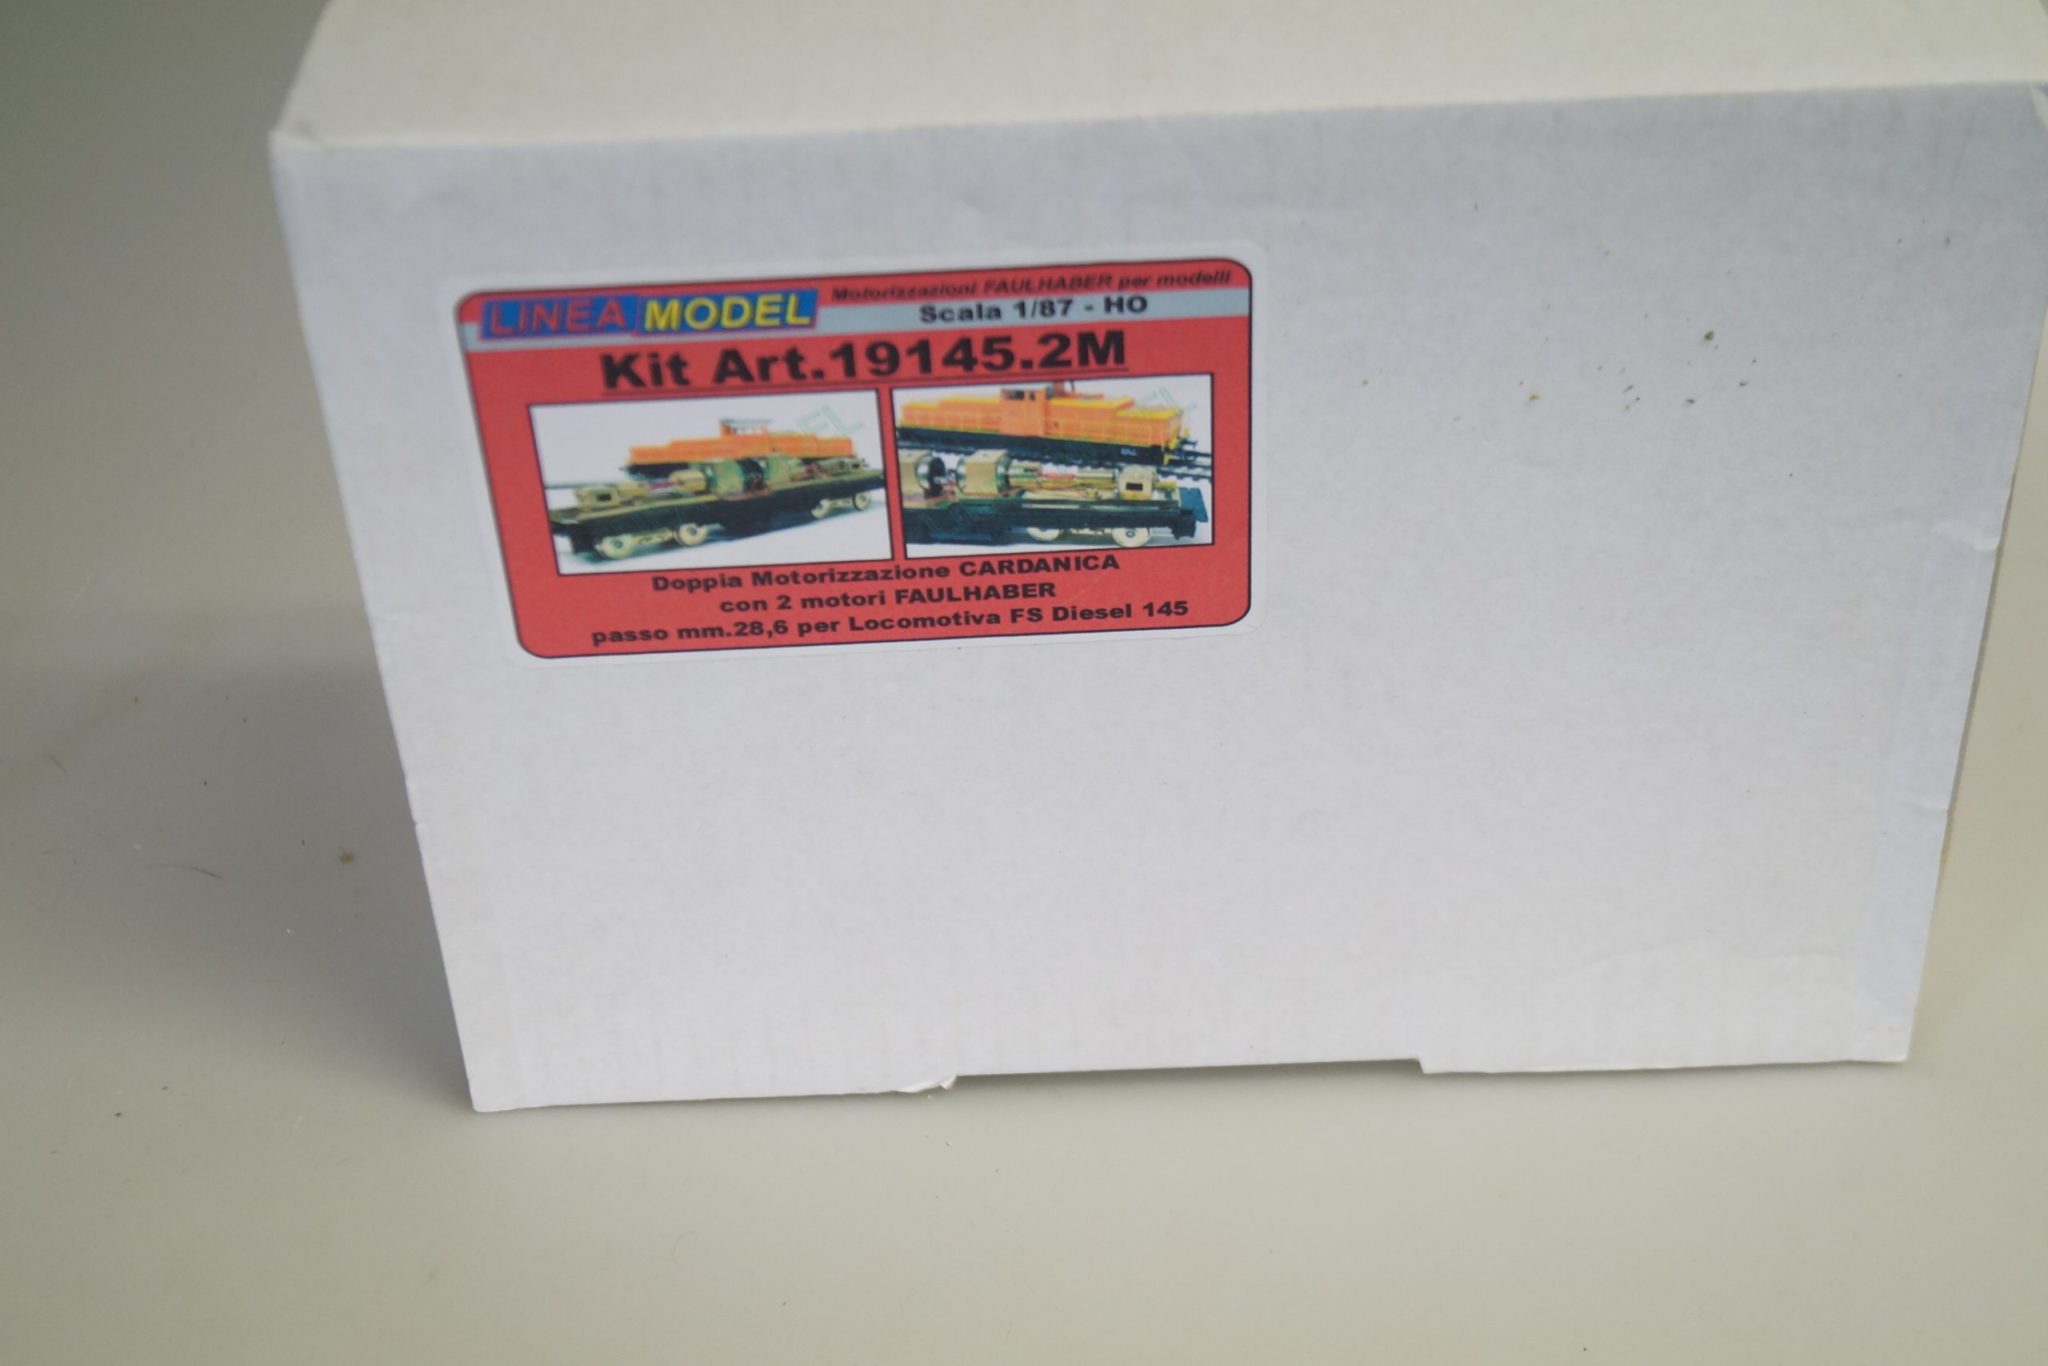 LINEA MODEL
Motorizzazioni FAULHABER per modelli
Scala 1/87 - HO
Kit Art.19145.2M
Doppia Motorizzazione CARDANICA
con 2 motori FAULHABER
passo mm.28,6 per Locomotiva FS Diesel 145